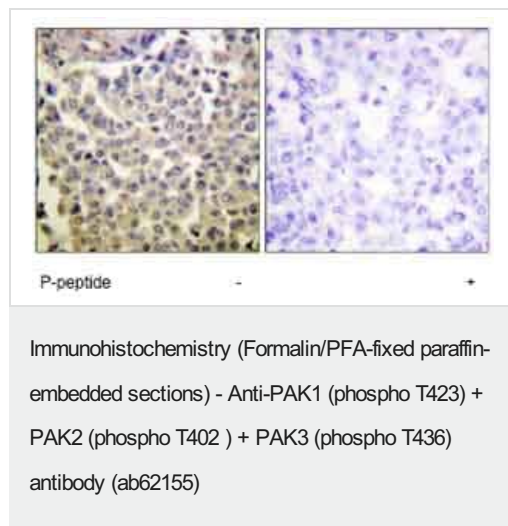 P-peptide - +
Immunohistochemistry (Formalin/PFA-fixed paraffin-
embedded sections) - Anti-PAK1 (phospho T423) +
PAK2 (phospho T402 ) + PAK3 (phospho T436)
antibody (ab62155)